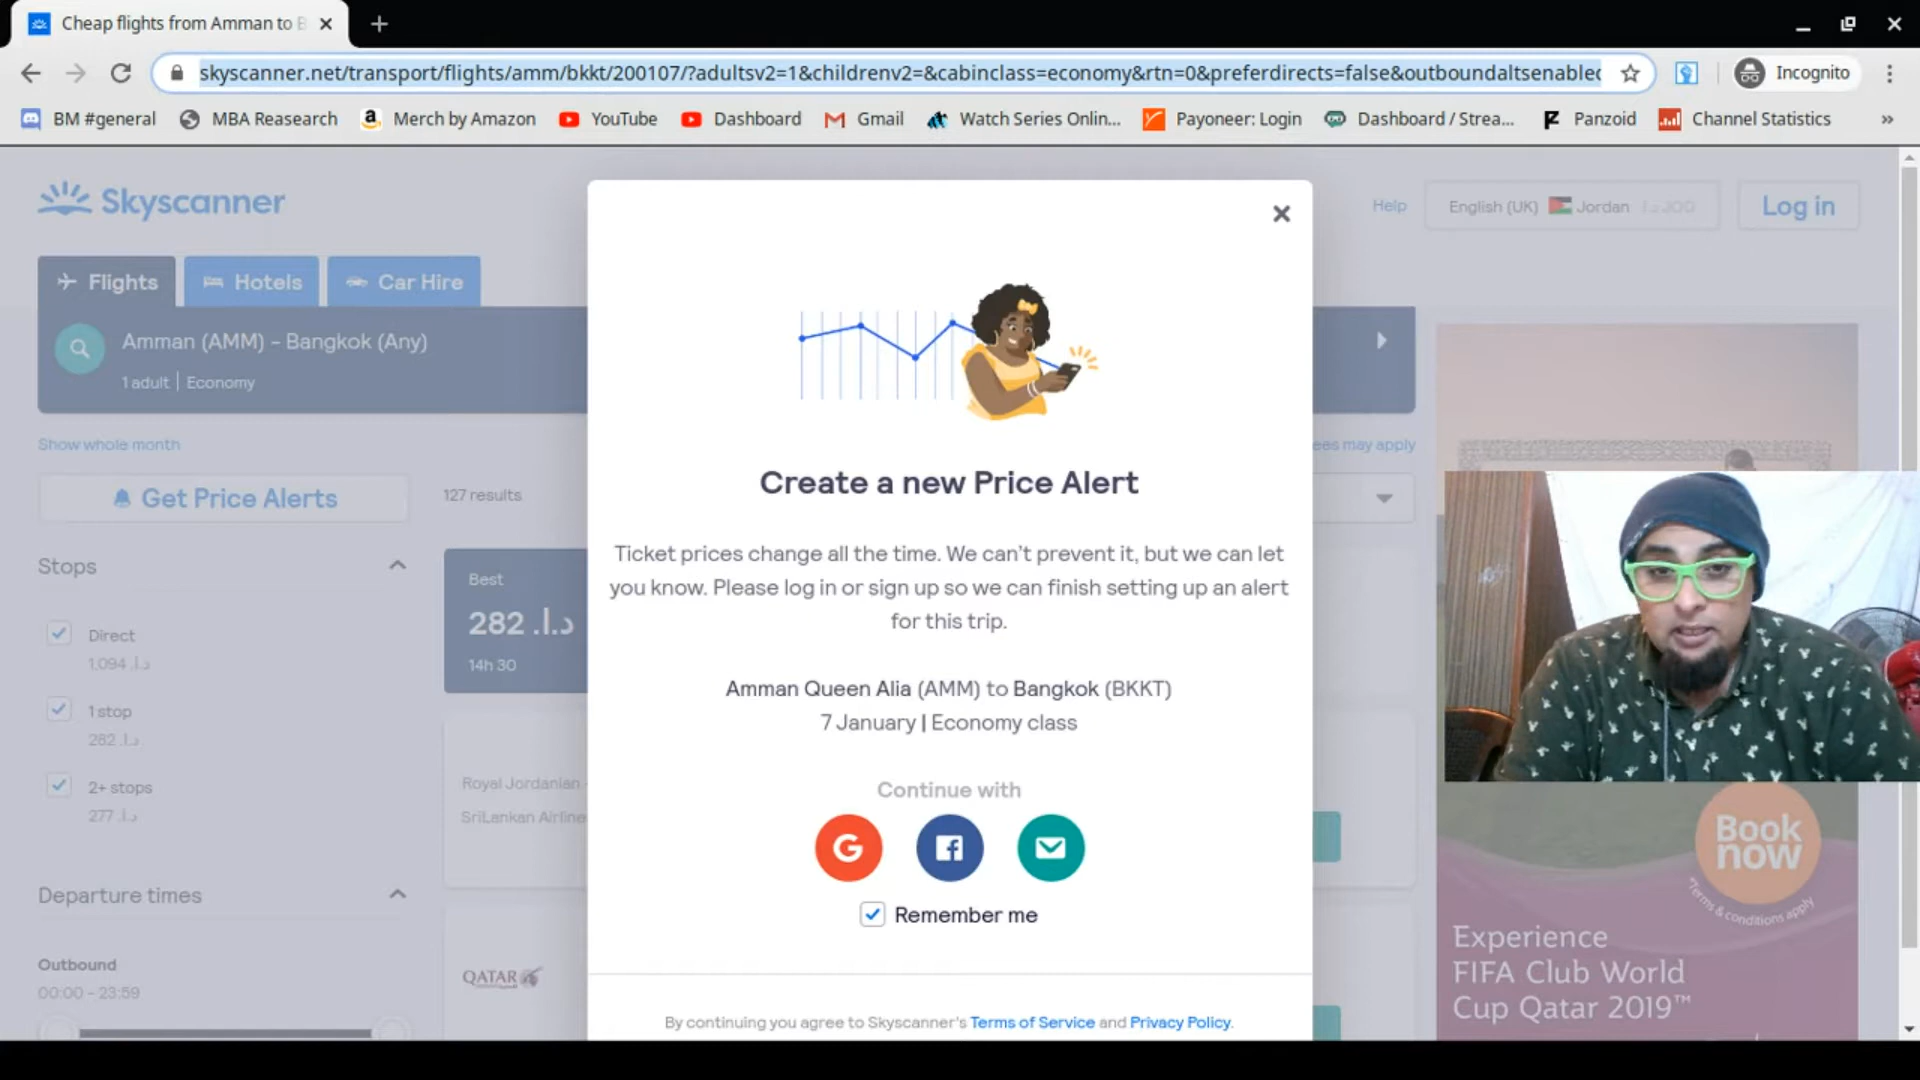 Cheap flights from Amman to B
skyscanner.net/transport/flights/amm/bkkt/200107/?adultsv2=1&childrenv2=&cabinclass=economy&rtn=0&preferdirects=false&outboundaltsenabled
Incognito
BM #general
MBA Reasearch
Merch by Amazon
YouTube
Dashboard
Gmail
Watch Series Onlin...
Payoneer: Login
Dashboard / Strea...
Panzoid
Channel Statistics
»
Skyscanner
Help
English (UK) Jordan د.ا. JOD
Log in
Flights
Hotels
Car Hire
Amman (AMM) – Bangkok (Any)
1 adult | Economy
Show whole month
ees may apply
Get Price Alerts
127 results
Stops
Direct
1,094 د.ا.
1 stop
282 د.ا.
2+ stops
277 د.ا.
Departure times
Outbound
00:00 - 23:59
Best
282 د.ا.
14h 30
Royal Jordanian
SriLankan Airline
QATAR
Create a new Price Alert
Ticket prices change all the time. We can't prevent it, but we can let
you know. Please log in or sign up so we can finish setting up an alert
for this trip.
Amman Queen Alia (AMM) to Bangkok (BKKT)
7 January | Economy class
Continue with
Remember me
By continuing you agree to Skyscanner's Terms of Service and Privacy Policy.
Book
now
*Terms & conditions apply
Experience
FIFA Club World
Cup Qatar 2019™